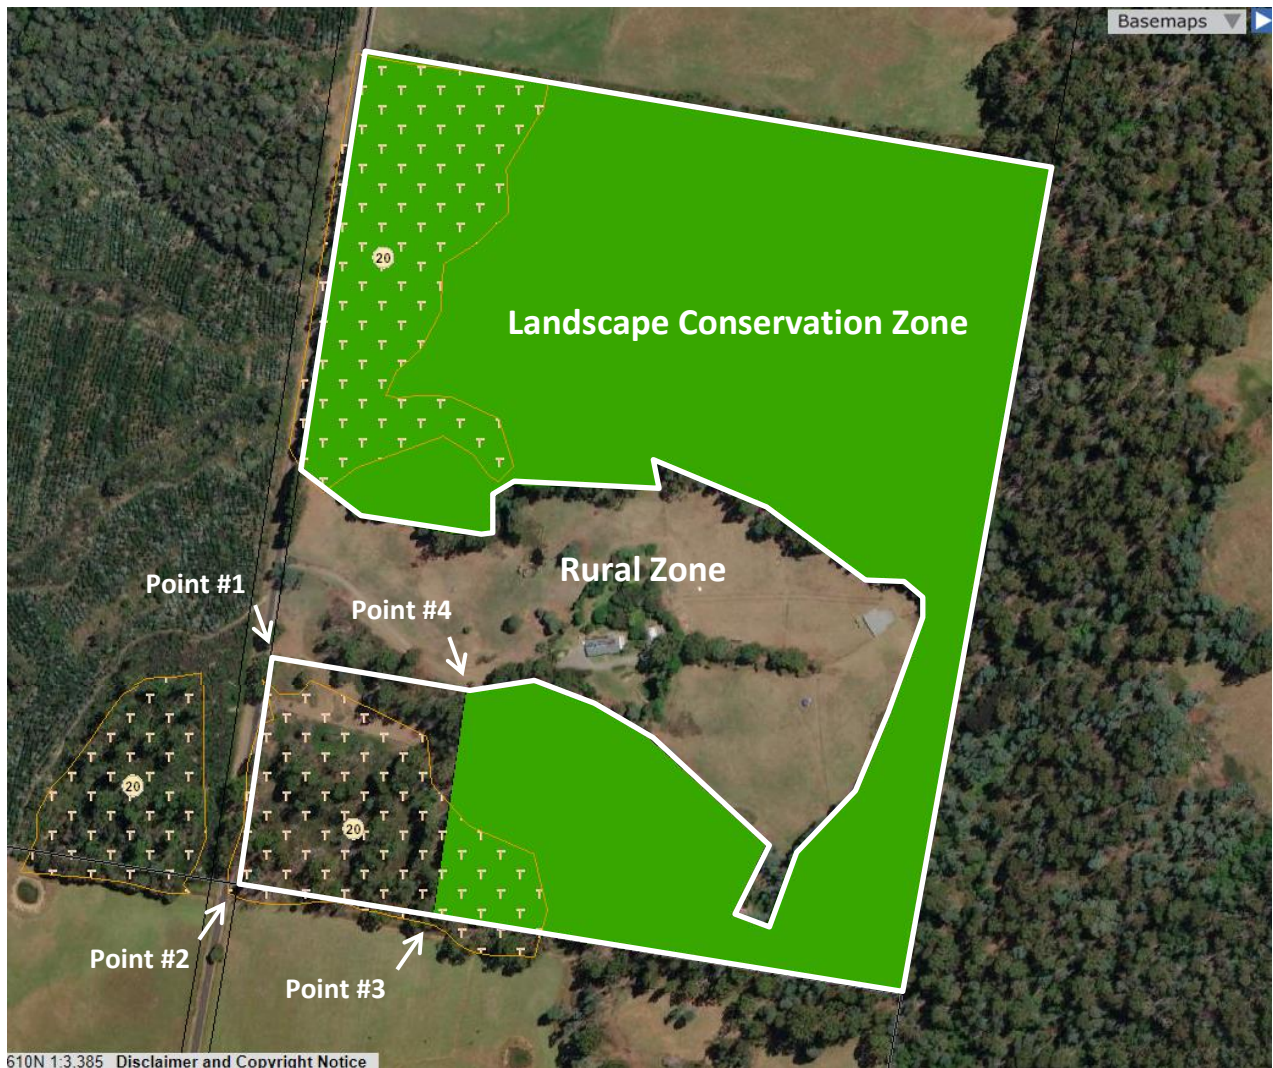 Basemaps
20
Landscape Conservation Zone
Rural Zone
Point #1
Point #4
20
20
Point #2
Point #3
610N 1:3,385 Disclaimer and Copyright Notice